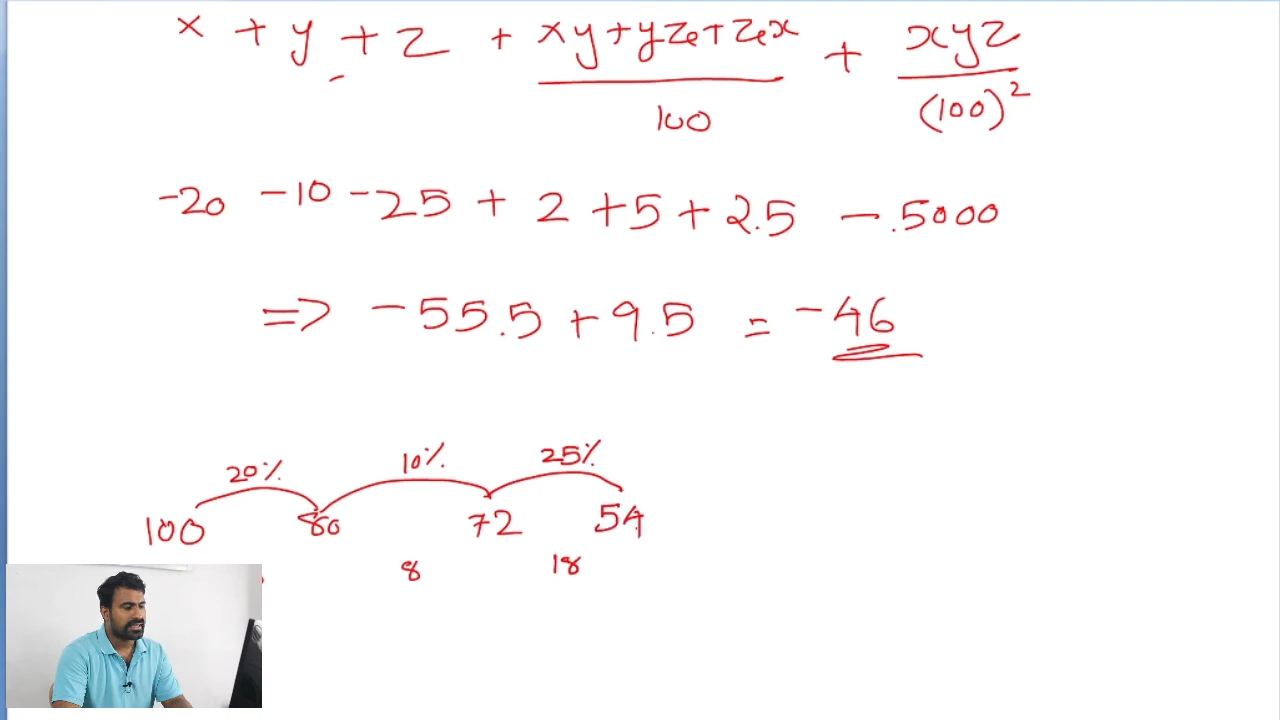 x + y + z + xy+yz+zx/100 + xyz/(100)²
-20 -10 -25 + 2 +5 + 2.5 - .5000
=> -55.5 + 9.5 = -46
20% 10% 25%
100 80 72 54
8 18